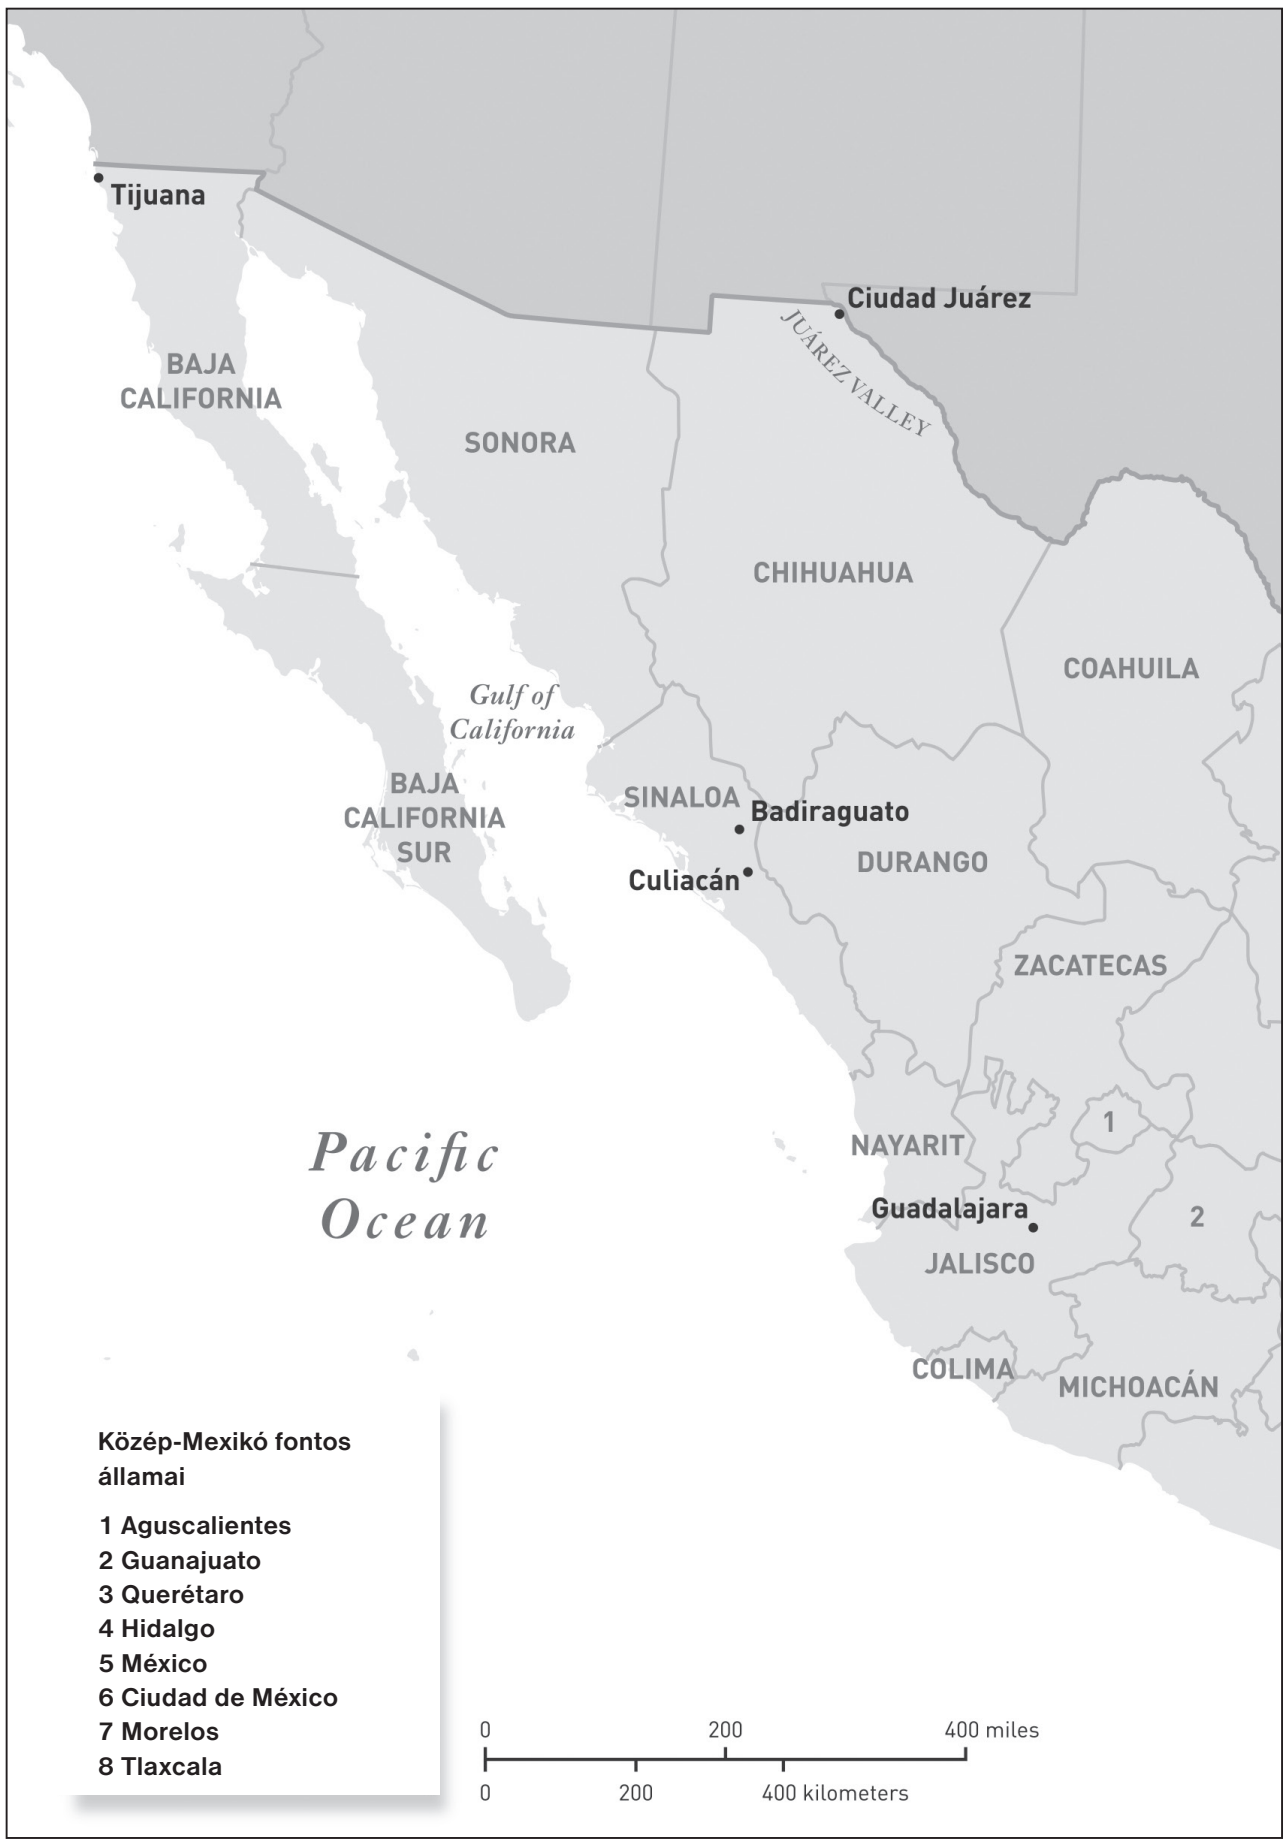 Tijuana
Ciudad Juárez
JUÁREZ VALLEY
BAJA
CALIFORNIA
SONORA
CHIHUAHUA
COAHUILA
Gulf of
California
BAJA
CALIFORNIA
SUR
SINALOA
Badiraguato
DURANGO
Culiacán
ZACATECAS
1
NAYARIT
Guadalajara
2
JALISCO
Pacific
Ocean
COLIMA
MICHOACÁN
Közép-Mexikó fontos
államai
1 Aguscalientes
2 Guanajuato
3 Querétaro
4 Hidalgo
5 México
6 Ciudad de México
7 Morelos
8 Tlaxcala
0 200 400 miles
0 200 400 kilometers